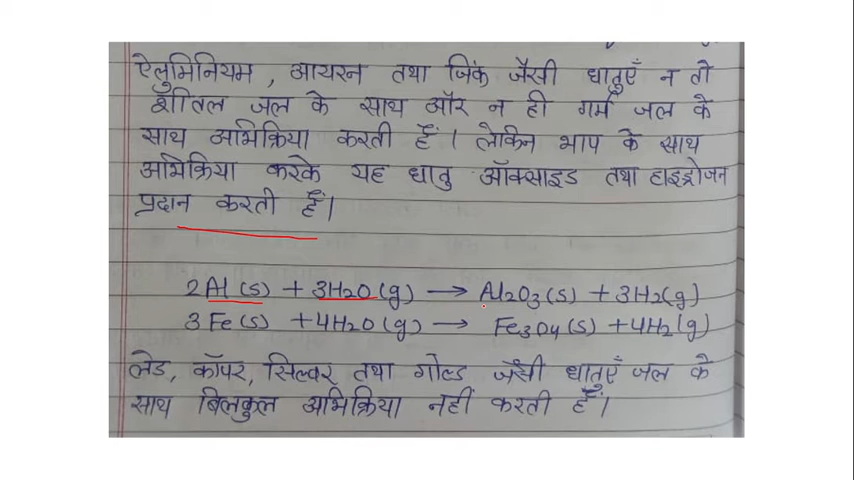 ऐलुमिनियम, आयरन तथा जिंक जैसी धातुएँ न तो
शीतल जल के साथ और न ही गर्म जल के
साथ अभिक्रिया करती हैं। लेकिन भाप के साथ
अभिक्रिया करके यह धातु ऑक्साइड तथा हाइड्रोजन
प्रदान करती हैं।
2Al(s) + 3H2O(g) → Al2O3(s) + 3H2(g)
3Fe(s) + 4H2O(g) → Fe3O4(s) + 4H2(g)
लेड, कॉपर, सिल्वर तथा गोल्ड जैसी धातुएँ जल के
साथ बिलकुल अभिक्रिया नहीं करती हैं।